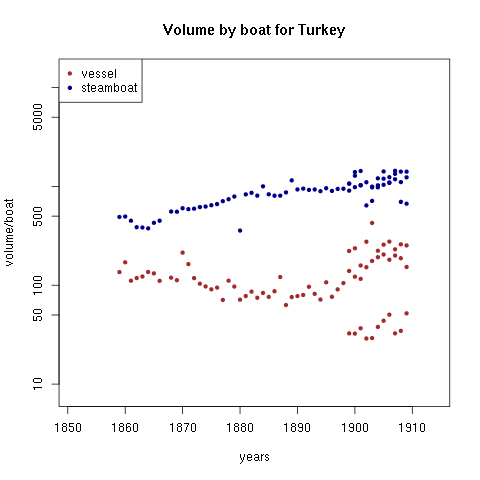 Volume by boat for Turkey
vessel
steamboat
volume/boat
5000
500
100
50
10
1850 1860 1870 1880 1890 1900 1910
years